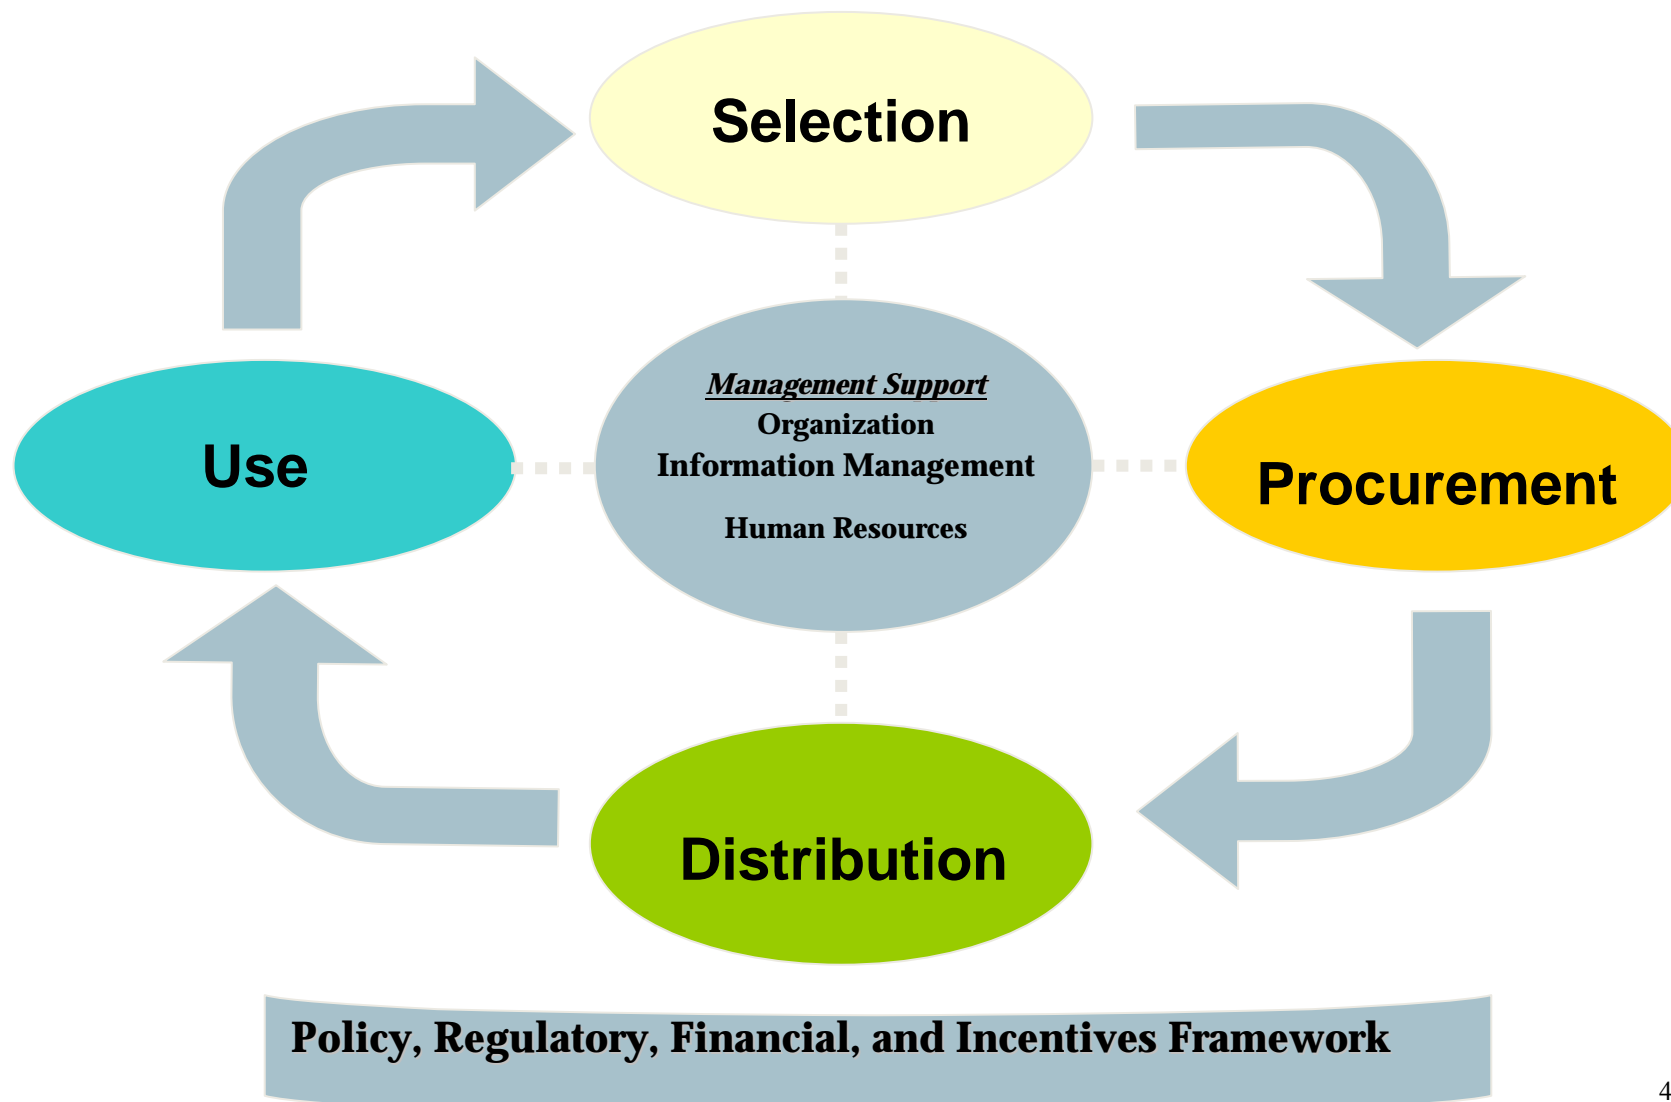 Selection
Management Support
Organization
Information Management
Human Resources
Use
Procurement
Distribution
Policy, Regulatory, Financial, and Incentives Framework
4